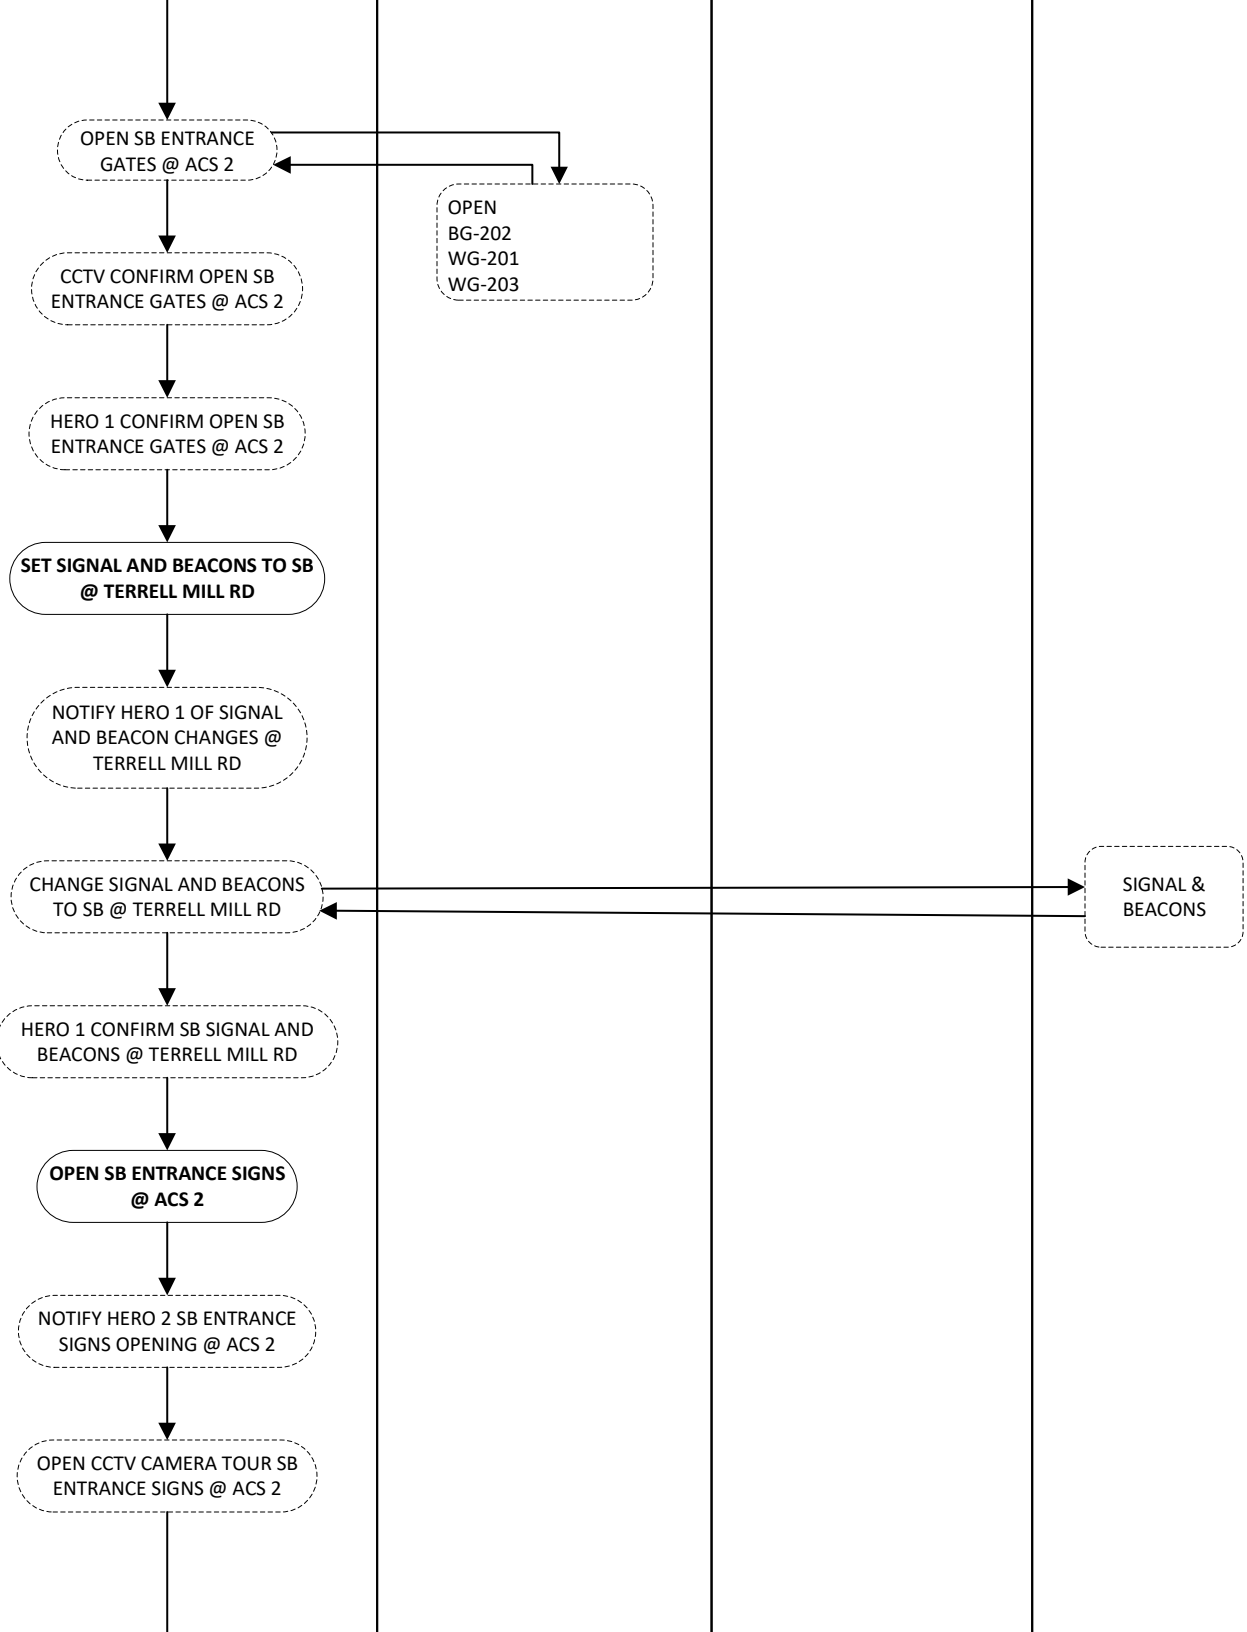 OPEN SB ENTRANCE
GATES @ ACS 2
OPEN
BG-202
WG-201
WG-203
CCTV CONFIRM OPEN SB
ENTRANCE GATES @ ACS 2
HERO 1 CONFIRM OPEN SB
ENTRANCE GATES @ ACS 2
SET SIGNAL AND BEACONS TO SB
@ TERRELL MILL RD
NOTIFY HERO 1 OF SIGNAL
AND BEACON CHANGES @
TERRELL MILL RD
CHANGE SIGNAL AND BEACONS
TO SB @ TERRELL MILL RD
SIGNAL &
BEACONS
HERO 1 CONFIRM SB SIGNAL AND
BEACONS @ TERRELL MILL RD
OPEN SB ENTRANCE SIGNS
@ ACS 2
NOTIFY HERO 2 SB ENTRANCE
SIGNS OPENING @ ACS 2
OPEN CCTV CAMERA TOUR SB
ENTRANCE SIGNS @ ACS 2